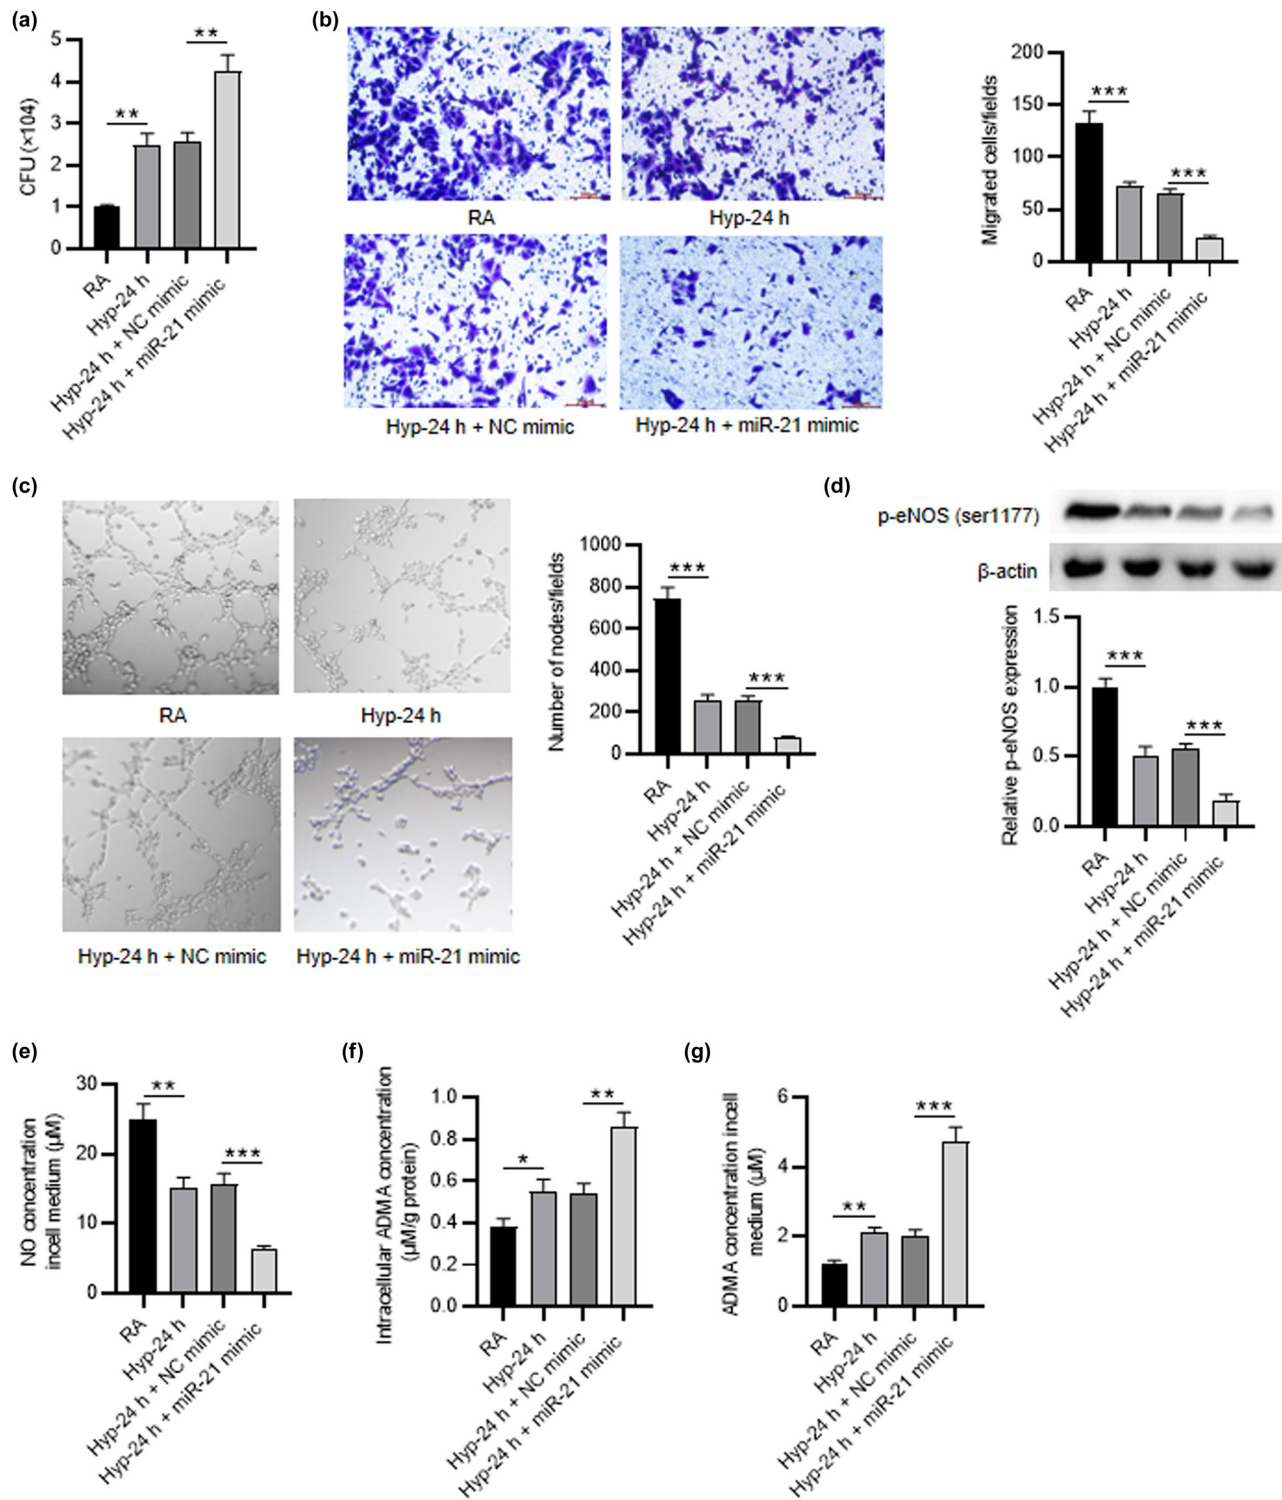 (a)
CFU (×104)
5
4
3
2
1
0
**
**
RA
Hyp-24 h
Hyp-24 h + NC mimic
Hyp-24 h + miR-21 mimic
(b)
RA
Hyp-24 h
Hyp-24 h + NC mimic
Hyp-24 h + miR-21 mimic
Migrated cells/fields
200
150
100
50
0
***
***
RA
Hyp-24 h
Hyp-24 h + NC mimic
Hyp-24 h + miR-21 mimic
(c)
RA
Hyp-24 h
Hyp-24 h + NC mimic
Hyp-24 h + miR-21 mimic
Number of nodes/fields
1000
800
600
400
200
0
***
***
RA
Hyp-24 h
Hyp-24 h + NC mimic
Hyp-24 h + miR-21 mimic
(d)
p-eNOS (ser1177)
β-actin
Relative p-eNOS expression
1.5
1.0
0.5
0.0
***
***
RA
Hyp-24 h
Hyp-24 h + NC mimic
Hyp-24 h + miR-21 mimic
(e)
NO concentration
incell medium (μM)
30
20
10
0
**
***
RA
Hyp-24 h
Hyp-24 h + NC mimic
Hyp-24 h + miR-21 mimic
(f)
Intracellular ADMA concentration
(μM/g protein)
1.0
0.8
0.6
0.4
0.2
0.0
*
**
RA
Hyp-24 h
Hyp-24 h + NC mimic
Hyp-24 h + miR-21 mimic
(g)
ADMA concentration incell
medium (μM)
6
4
2
0
**
***
RA
Hyp-24 h
Hyp-24 h + NC mimic
Hyp-24 h + miR-21 mimic